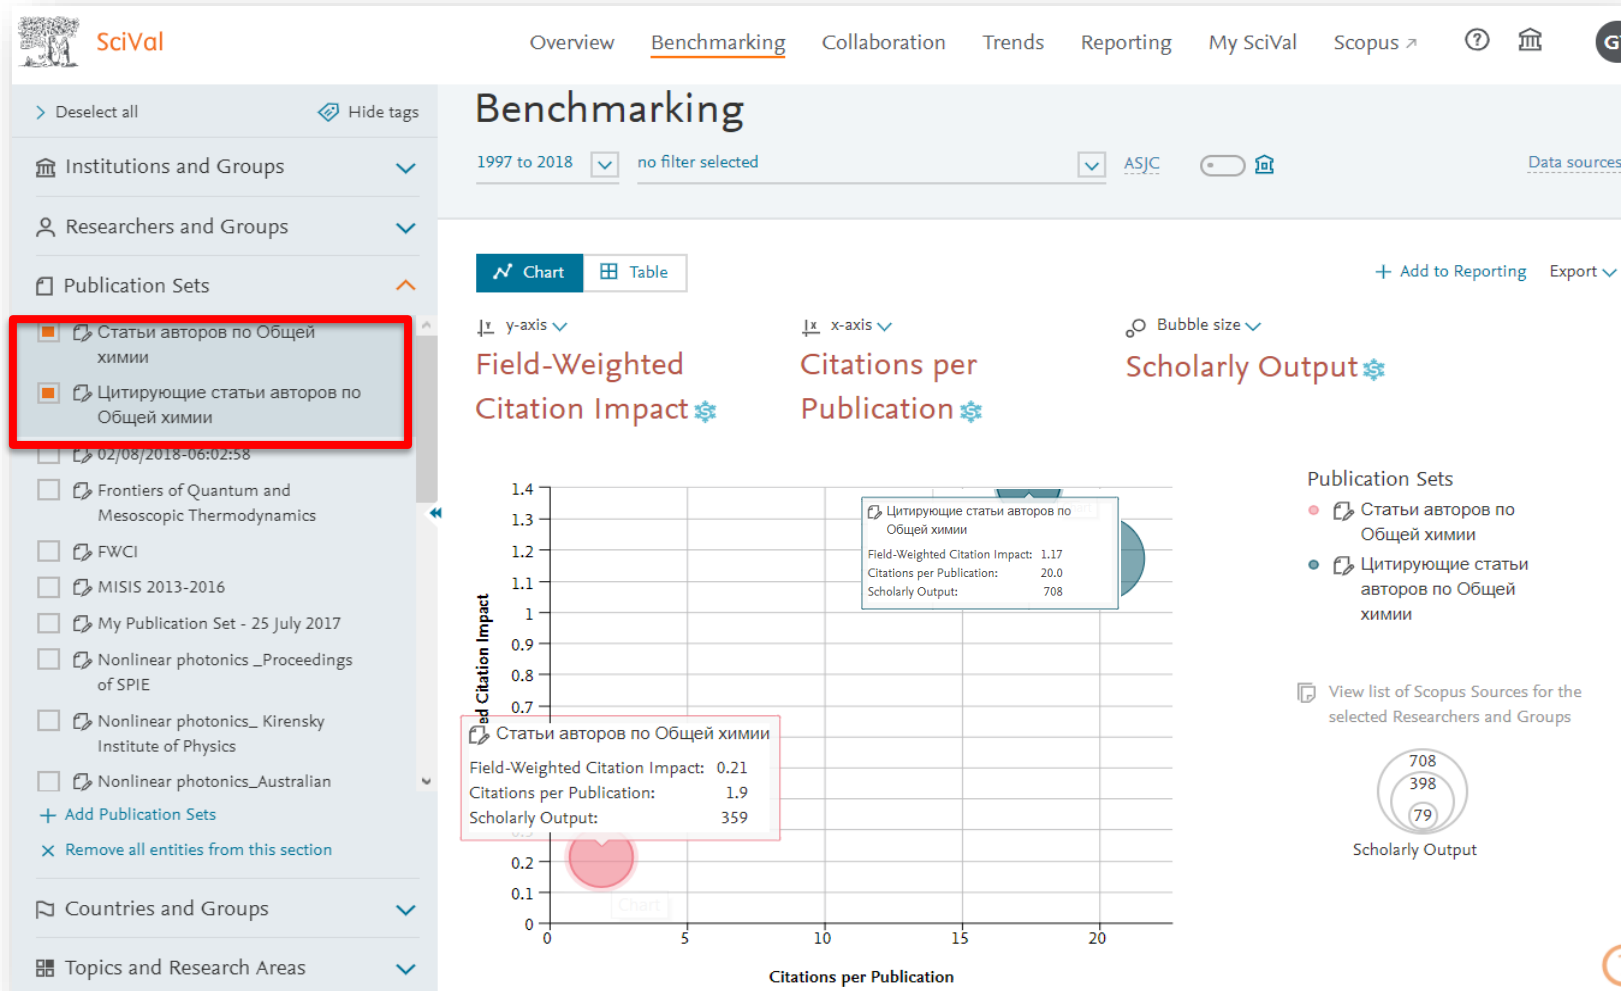 SciVal
Overview
Benchmarking
Collaboration
Trends
Reporting
My SciVal
Scopus
?
Deselect all
Hide tags
Institutions and Groups
Researchers and Groups
Publication Sets
Статьи авторов по Общей
химии
Цитирующие статьи авторов по
Общей химии
02/08/2018-06:02:58
Frontiers of Quantum and
Mesoscopic Thermodynamics
FWCI
MISIS 2013-2016
My Publication Set - 25 July 2017
Nonlinear photonics _Proceedings
of SPIE
Nonlinear photonics_ Kirensky
Institute of Physics
Nonlinear photonics_Australian
+ Add Publication Sets
× Remove all entities from this section
Countries and Groups
Topics and Research Areas
Benchmarking
1997 to 2018
no filter selected
ASJC
Data sources
Chart
Table
+ Add to Reporting
Export
y-axis
Field-Weighted
Citation Impact
x-axis
Citations per
Publication
Bubble size
Scholarly Output
1.4
1.3
1.2
1.1
1
0.9
0.8
0.7
0.2
0.1
0
ed Citation Impact
Цитирующие статьи авторов по
Общей химии
Field-Weighted Citation Impact: 1.17
Citations per Publication: 20.0
Scholarly Output: 708
Статьи авторов по Общей химии
Field-Weighted Citation Impact: 0.21
Citations per Publication: 1.9
Scholarly Output: 359
Chart
0
5
10
15
20
Citations per Publication
Publication Sets
Статьи авторов по
Общей химии
Цитирующие статьи
авторов по Общей
химии
View list of Scopus Sources for the
selected Researchers and Groups
708
398
79
Scholarly Output